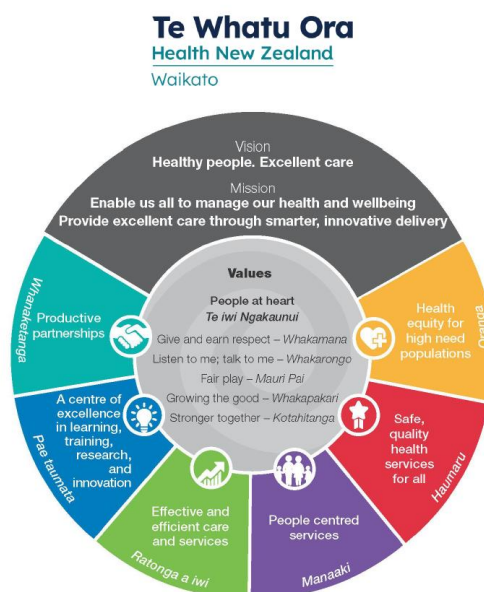 Te Whatu Ora
Health New Zealand
Waikato
Vision
Healthy people. Excellent care
Mission
Enable us all to manage our health and wellbeing
Provide excellent care through smarter, innovative delivery
Values
People at heart
Te iwi Ngakaunui
Give and earn respect – Whakamana
Listen to me; talk to me – Whakarongo
Fair play – Mauri Pai
Growing the good – Whakapakari
Stronger together – Kotahitanga
Whanaketanga
Productive
partnerships
Pae taumata
A centre of
excellence
in learning,
training,
research,
and
innovation
Ratonga a iwi
Effective and
efficient care
and services
Manaaki
People centred
services
Haumaru
Safe,
quality
health
services
for all
Oranga
Health
equity for
high need
populations